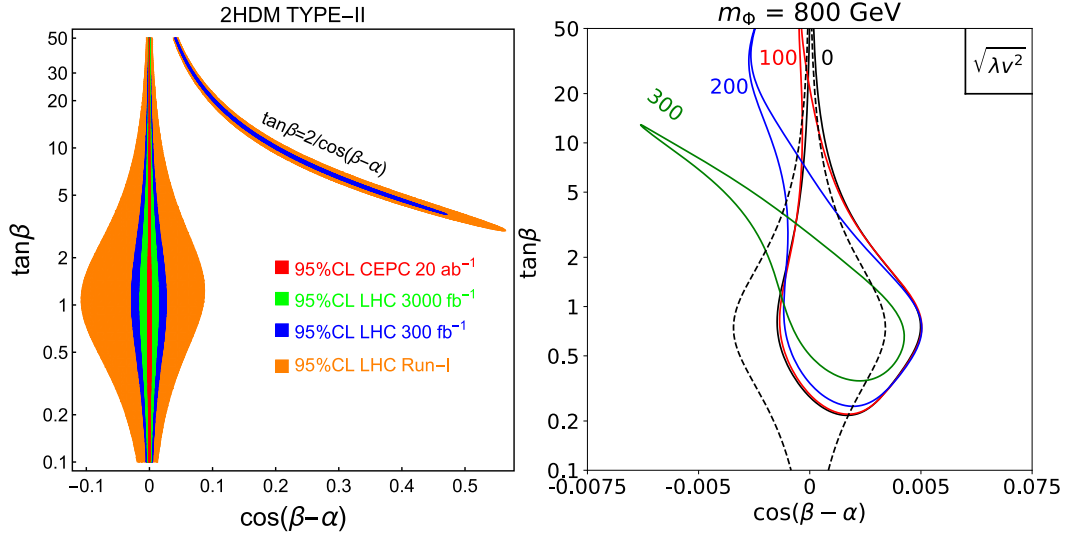 2HDM TYPE−II
50
20
10
5
2
1
0.5
0.2
0.1
tanβ
tanβ=2/cos(β−α)
95%CL CEPC 20 ab⁻¹
95%CL LHC 3000 fb⁻¹
95%CL LHC 300 fb⁻¹
95%CL LHC Run−I
−0.1
0
0.1
0.2
0.3
0.4
0.5
cos(β−α)
m_Φ = 800 GeV
50
20
10
5
2
1
0.5
0.2
0.1
tanβ
100
0
200
300
√λv²
-0.0075
-0.005
0
0.005
0.075
cos(β − α)